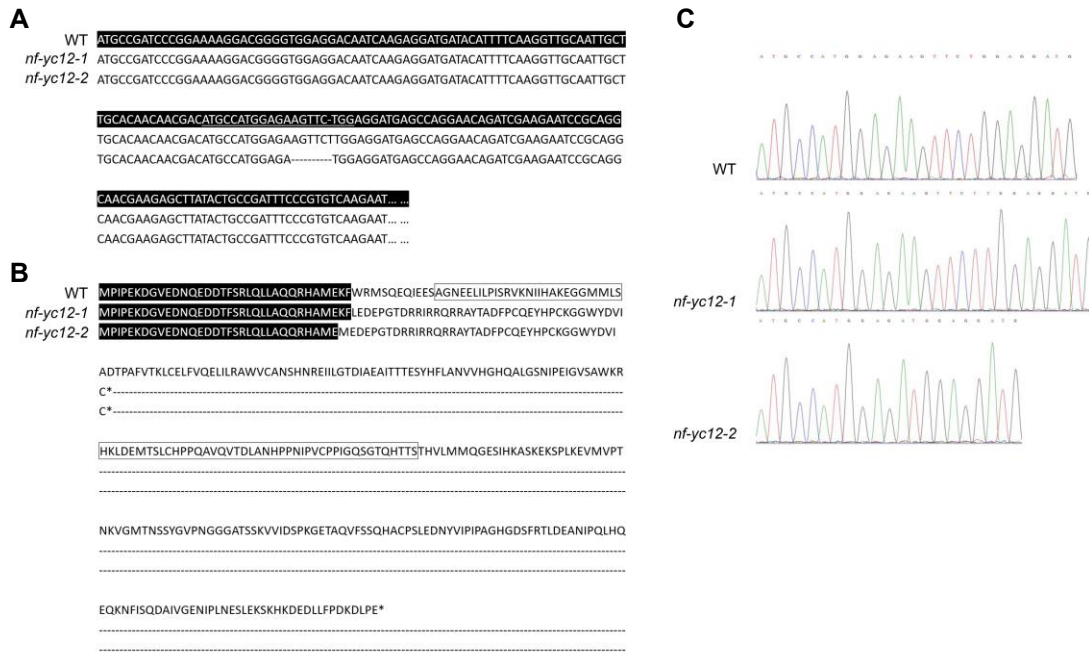 A
WT ATGCCGATCCCGGAAAAGGACGGGGTGGAGGACAATCAAGAGGATGATACATTTTCAAGGTTGCAATTGCT
nf-yc12-1 ATGCCGATCCCGGAAAAGGACGGGGTGGAGGACAATCAAGAGGATGATACATTTTCAAGGTTGCAATTGCT
nf-yc12-2 ATGCCGATCCCGGAAAAGGACGGGGTGGAGGACAATCAAGAGGATGATACATTTTCAAGGTTGCAATTGCT
TGCACAACAACGACATGCCATGGAGAAGTTC-TGGAGGATGAGCCAGGAACAGATCGAAGAATCCGCAGG
TGCACAACAACGACATGCCATGGAGAAGTTCTTGGAGGATGAGCCAGGAACAGATCGAAGAATCCGCAGG
TGCACAACAACGACATGCCATGGAGA----------TGGAGGATGAGCCAGGAACAGATCGAAGAATCCGCAGG
CAACGAAGAGCTTATACTGCCGATTTCCCGTGTCAAGAAT... ...
CAACGAAGAGCTTATACTGCCGATTTCCCGTGTCAAGAAT... ...
CAACGAAGAGCTTATACTGCCGATTTCCCGTGTCAAGAAT... ...
B
WT MPIPEKDGVEDNQEDDTFSRLQLLAQQRHAMEKFWRMSQEQIEESAGNEELILPISRVKNIIHAKEGGMMLS
nf-yc12-1 MPIPEKDGVEDNQEDDTFSRLQLLAQQRHAMEKFLEDEPGTDRRIRRQRRAYTADFPCQEYHPCKGGWYDVI
nf-yc12-2 MPIPEKDGVEDNQEDDTFSRLQLLAQQRHAMEMEDEPGTDRRIRRQRRAYTADFPCQEYHPCKGGWYDVI
ADTPAFVTKLCELFVQELILRAWVCANSHNREIILGTDIAEAITTTESYHFLANVVHGHQALGSNIPEIGVSAWKR
C*
C*
HKLDEMTSLCHPPQAVQVTDLANHPPNIPVCPPIGQSGTQHTTSTHVLMMQGESIHKASKEKSPLKEVMVPT
NKVGMTNSSYGVPNGGGATSSKVVIDSPKGETAQVFSSQHACPSLEDNYVIPIPAGHGDSFRTLDEANIPQLHQ
EQKNFISQDAIVGENIPLNESLEKSKHKDEDLLFPDKDLPE*
C
A T G C C A T G G A G A A G T T C T G G A G G A T G
WT
A T G C C A T G G A G A A G T T C T T G G A G G A T G
nf-yc12-1
A T G C C A T G G A G A T G G A G G A T G
nf-yc12-2